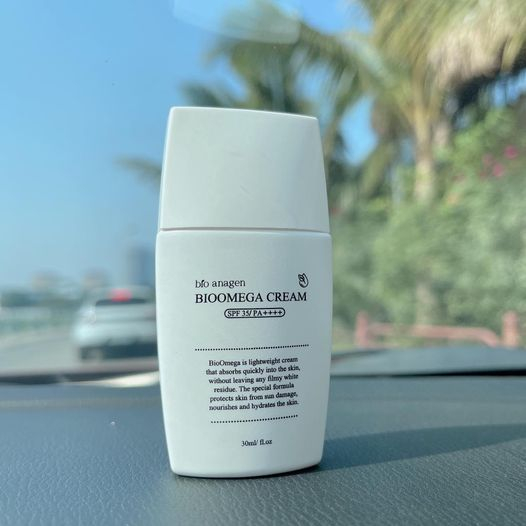 bio anagen
BIOOMEGA CREAM
SPF 35/ PA++++
BioOmega is lightweight cream
that absorbs quickly into the skin,
without leaving any filmy white
residue. The special formula
protects skin from sun damage,
nourishes and hydrates the skin.
30ml/ fl.oz